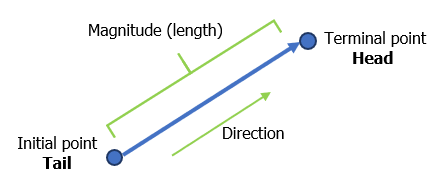 Magnitude (length)
Terminal point
Head
Direction
Initial point
Tail